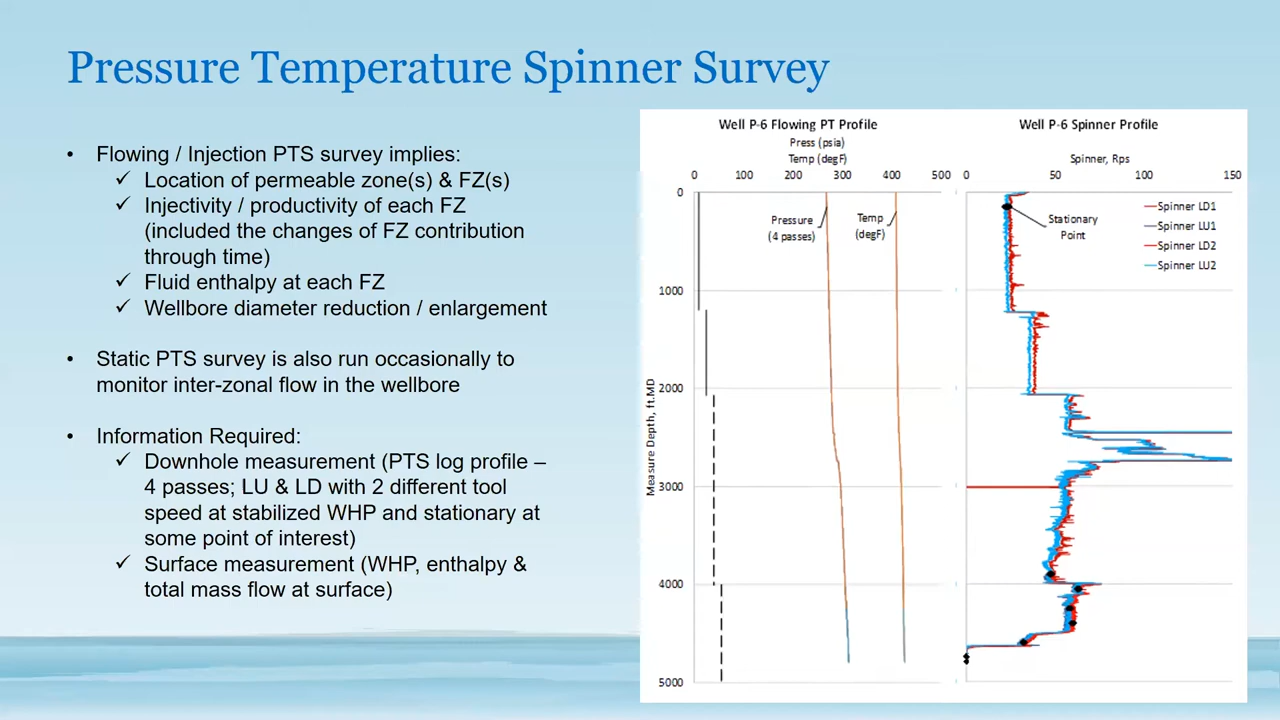 Pressure Temperature Spinner Survey
• Flowing / Injection PTS survey implies:
✓ Location of permeable zone(s) & FZ(s)
✓ Injectivity / productivity of each FZ
(included the changes of FZ contribution
through time)
✓ Fluid enthalpy at each FZ
✓ Wellbore diameter reduction / enlargement
• Static PTS survey is also run occasionally to
monitor inter-zonal flow in the wellbore
• Information Required:
✓ Downhole measurement (PTS log profile –
4 passes; LU & LD with 2 different tool
speed at stabilized WHP and stationary at
some point of interest)
✓ Surface measurement (WHP, enthalpy &
total mass flow at surface)
Well P-6 Flowing PT Profile
Press (psia)
Temp (degF)
0 100 200 300 400 500
0
1000
2000
3000
4000
5000
Measure Depth, ft.MD
Pressure
(4 passes)
Temp
(degF)
Well P-6 Spinner Profile
Spinner, Rps
0 50 100 150
Stationary
Point
Spinner LD1
Spinner LU1
Spinner LD2
Spinner LU2